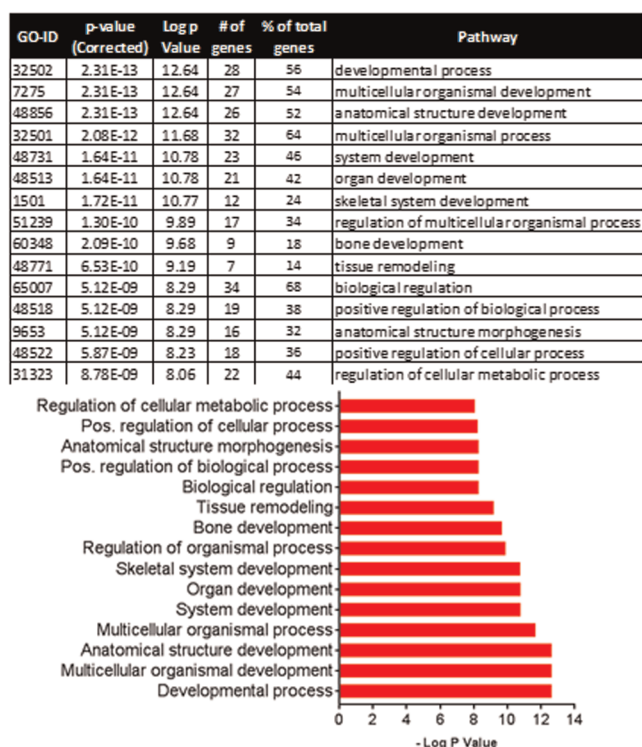 GO-ID p-value (Corrected) Log p Value # of genes % of total genes Pathway
32502 2.31E-13 12.64 28 56 developmental process
7275 2.31E-13 12.64 27 54 multicellular organismal development
48856 2.31E-13 12.64 26 52 anatomical structure development
32501 2.08E-12 11.68 32 64 multicellular organismal process
48731 1.64E-11 10.78 23 46 system development
48513 1.64E-11 10.78 21 42 organ development
1501 1.72E-11 10.77 12 24 skeletal system development
51239 1.30E-10 9.89 17 34 regulation of multicellular organismal process
60348 2.09E-10 9.68 9 18 bone development
48771 6.53E-10 9.19 7 14 tissue remodeling
65007 5.12E-09 8.29 34 68 biological regulation
48518 5.12E-09 8.29 19 38 positive regulation of biological process
9653 5.12E-09 8.29 16 32 anatomical structure morphogenesis
48522 5.87E-09 8.23 18 36 positive regulation of cellular process
31323 8.78E-09 8.06 22 44 regulation of cellular metabolic process
Regulation of cellular metabolic process
Pos. regulation of cellular process
Anatomical structure morphogenesis
Pos. regulation of biological process
Biological regulation
Tissue remodeling
Bone development
Regulation of organismal process
Skeletal system development
Organ development
System development
Multicellular organismal process
Anatomical structure development
Multicellular organismal development
Developmental process
0 2 4 6 8 10 12 14
- Log P Value